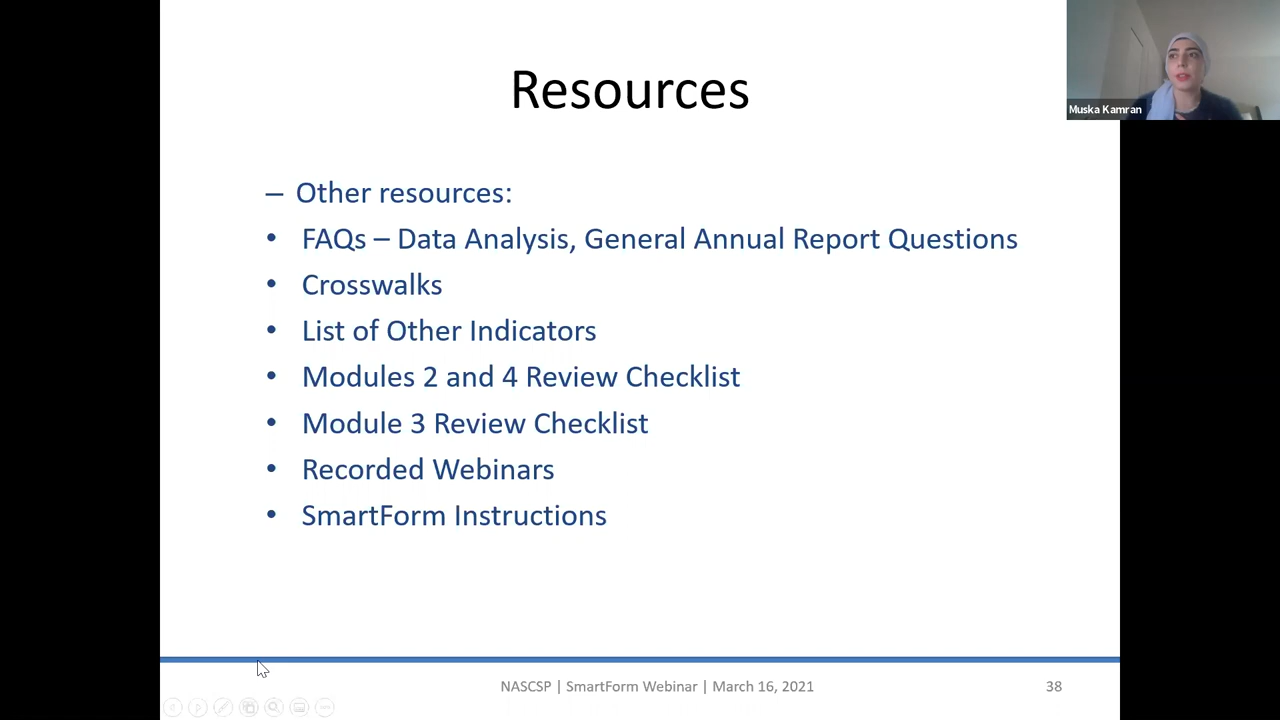 Resources
Muska Kamran
– Other resources:
• FAQs – Data Analysis, General Annual Report Questions
• Crosswalks
• List of Other Indicators
• Modules 2 and 4 Review Checklist
• Module 3 Review Checklist
• Recorded Webinars
• SmartForm Instructions
NASCSP | SmartForm Webinar | March 16, 2021
38